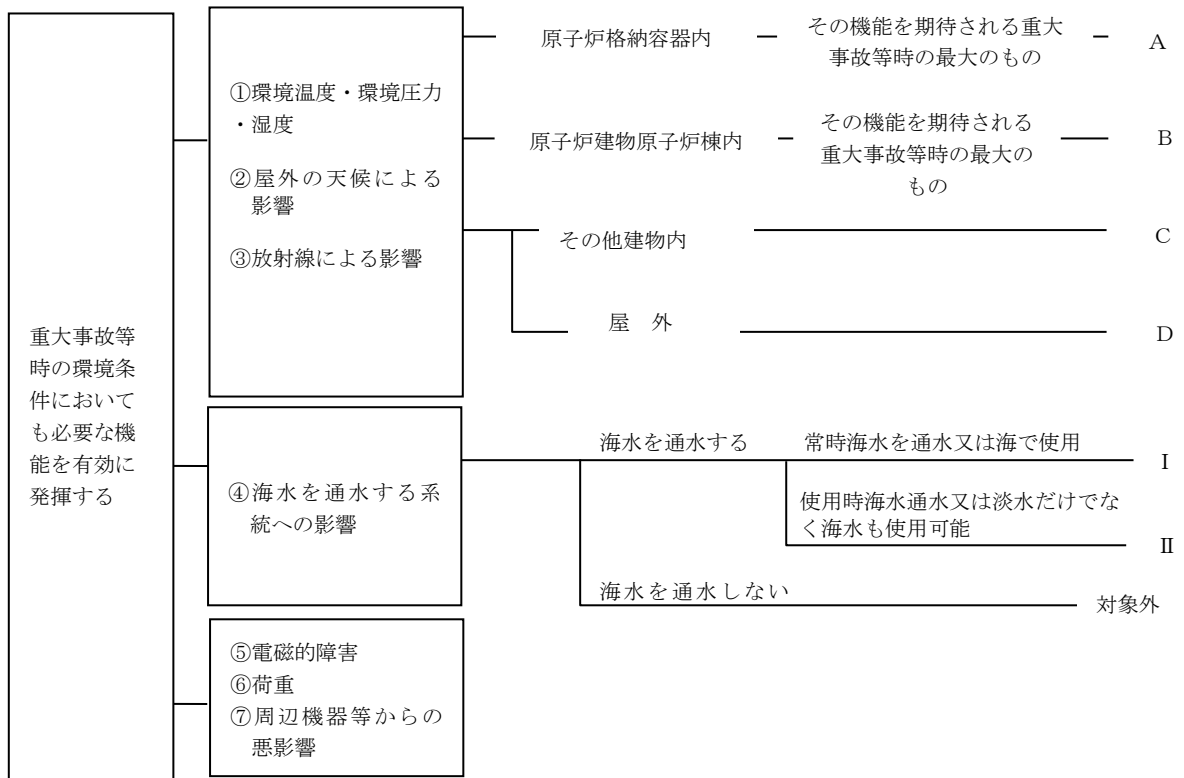 重大事故等
時の環境条
件において
も必要な機
能を有効に
発揮する
①環境温度・環境圧力
・湿度
②屋外の天候による
影響
③放射線による影響
原子炉格納容器内
その機能を期待される重大
事故等時の最大のもの
A
原子炉建物原子炉棟内
その機能を期待される
重大事故等時の最大の
もの
B
その他建物内
C
屋 外
D
④海水を通水する系
統への影響
海水を通水する
常時海水を通水又は海で使用
Ⅰ
使用時海水通水又は淡水だけでな
く海水も使用可能
Ⅱ
海水を通水しない
対象外
⑤電磁的障害
⑥荷重
⑦周辺機器等からの
悪影響